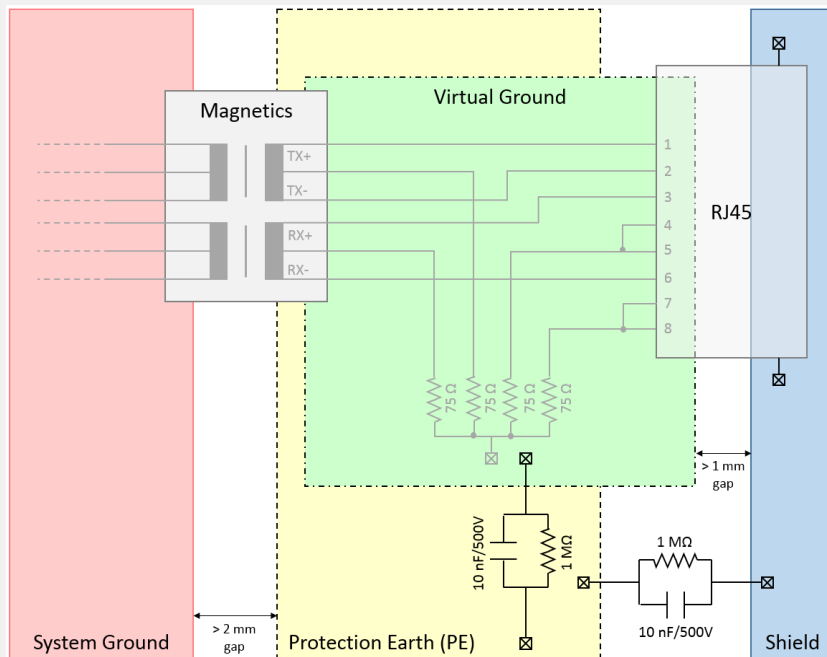 Magnetics
Virtual Ground
TX+
TX-
RX+
RX-
1
2
3
4
5
6
7
8
RJ45
75 Ω
75 Ω
75 Ω
75 Ω
> 1 mm
gap
10 nF/500V
1 MΩ
1 MΩ
10 nF/500V
> 2 mm
gap
System Ground
Protection Earth (PE)
Shield